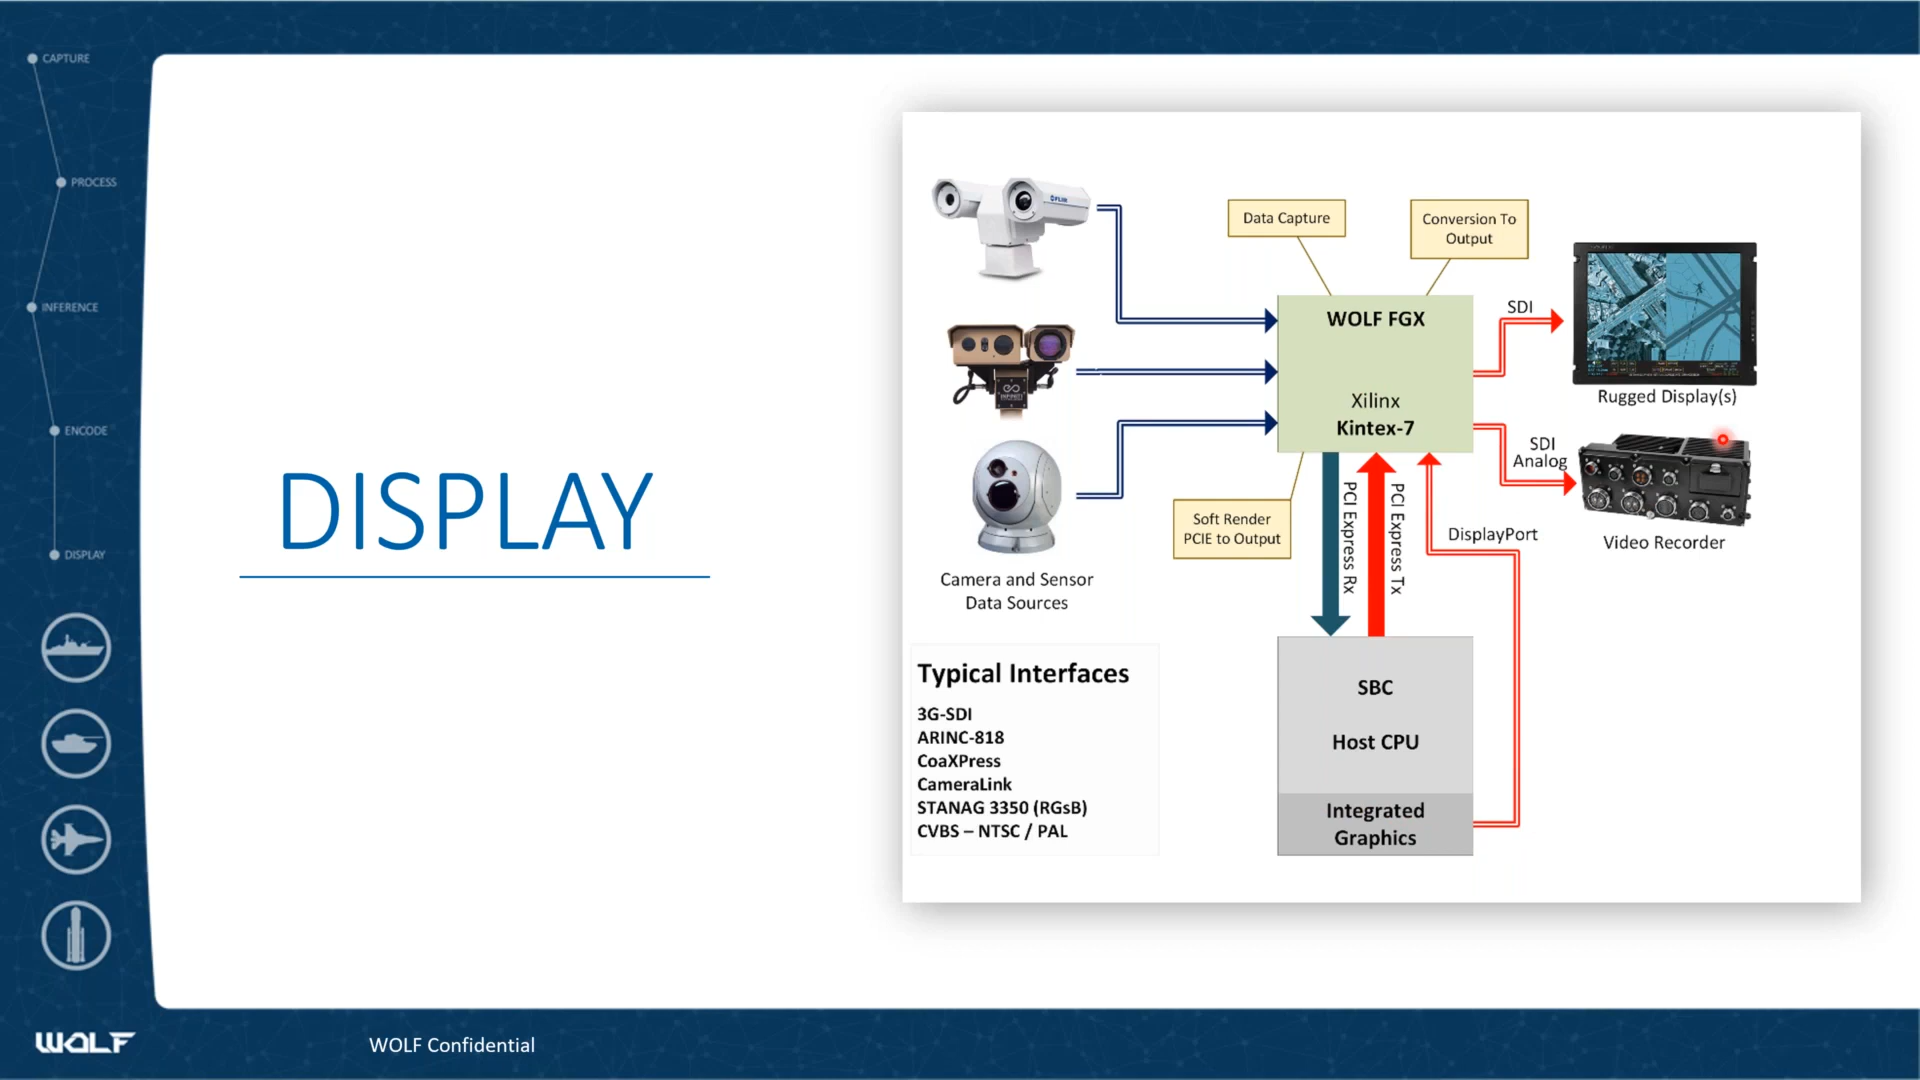 CAPTURE
PROCESS
INFERENCE
ENCODE
DISPLAY
DISPLAY
FLIR
Data Capture
Conversion To
Output
WOLF FGX
Xilinx
Kintex-7
SDI
Rugged Display(s)
SDI
Analog
Video Recorder
Soft Render
PCIE to Output
PCI Express Rx
PCI Express Tx
DisplayPort
Camera and Sensor
Data Sources
Typical Interfaces
3G-SDI
ARINC-818
CoaXPress
CameraLink
STANAG 3350 (RGsB)
CVBS – NTSC / PAL
SBC
Host CPU
Integrated
Graphics
WOLF
WOLF Confidential